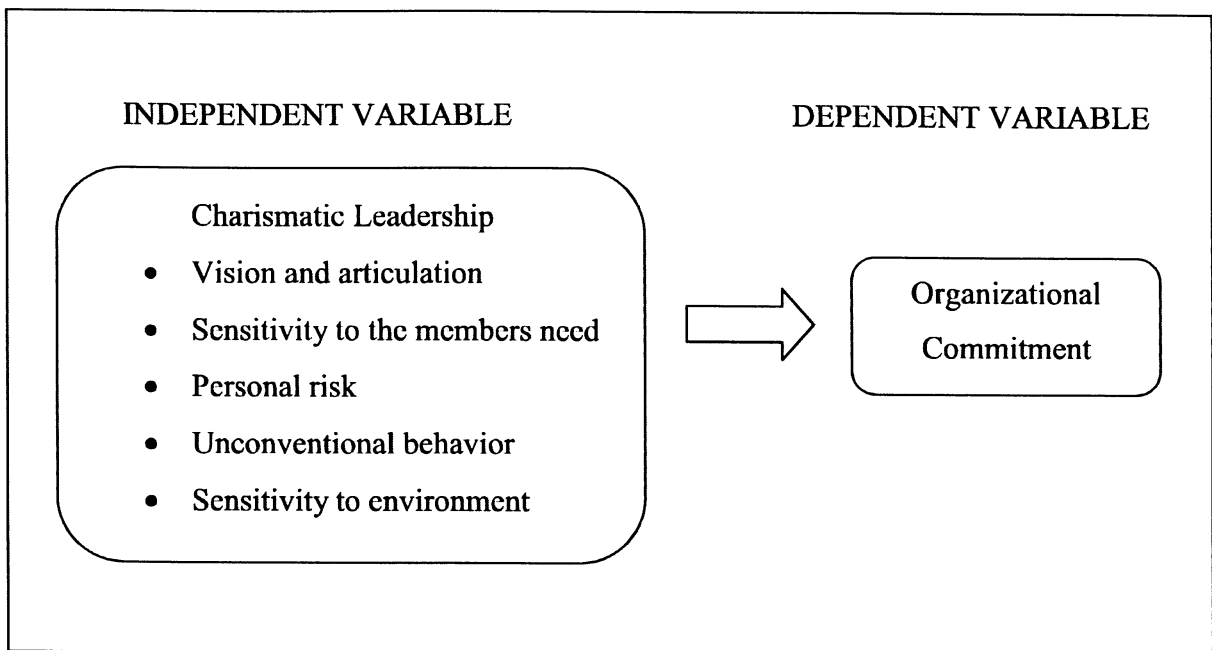 INDEPENDENT VARIABLE
DEPENDENT VARIABLE
Charismatic Leadership
• Vision and articulation
• Sensitivity to the members need
• Personal risk
• Unconventional behavior
• Sensitivity to environment
Organizational
Commitment